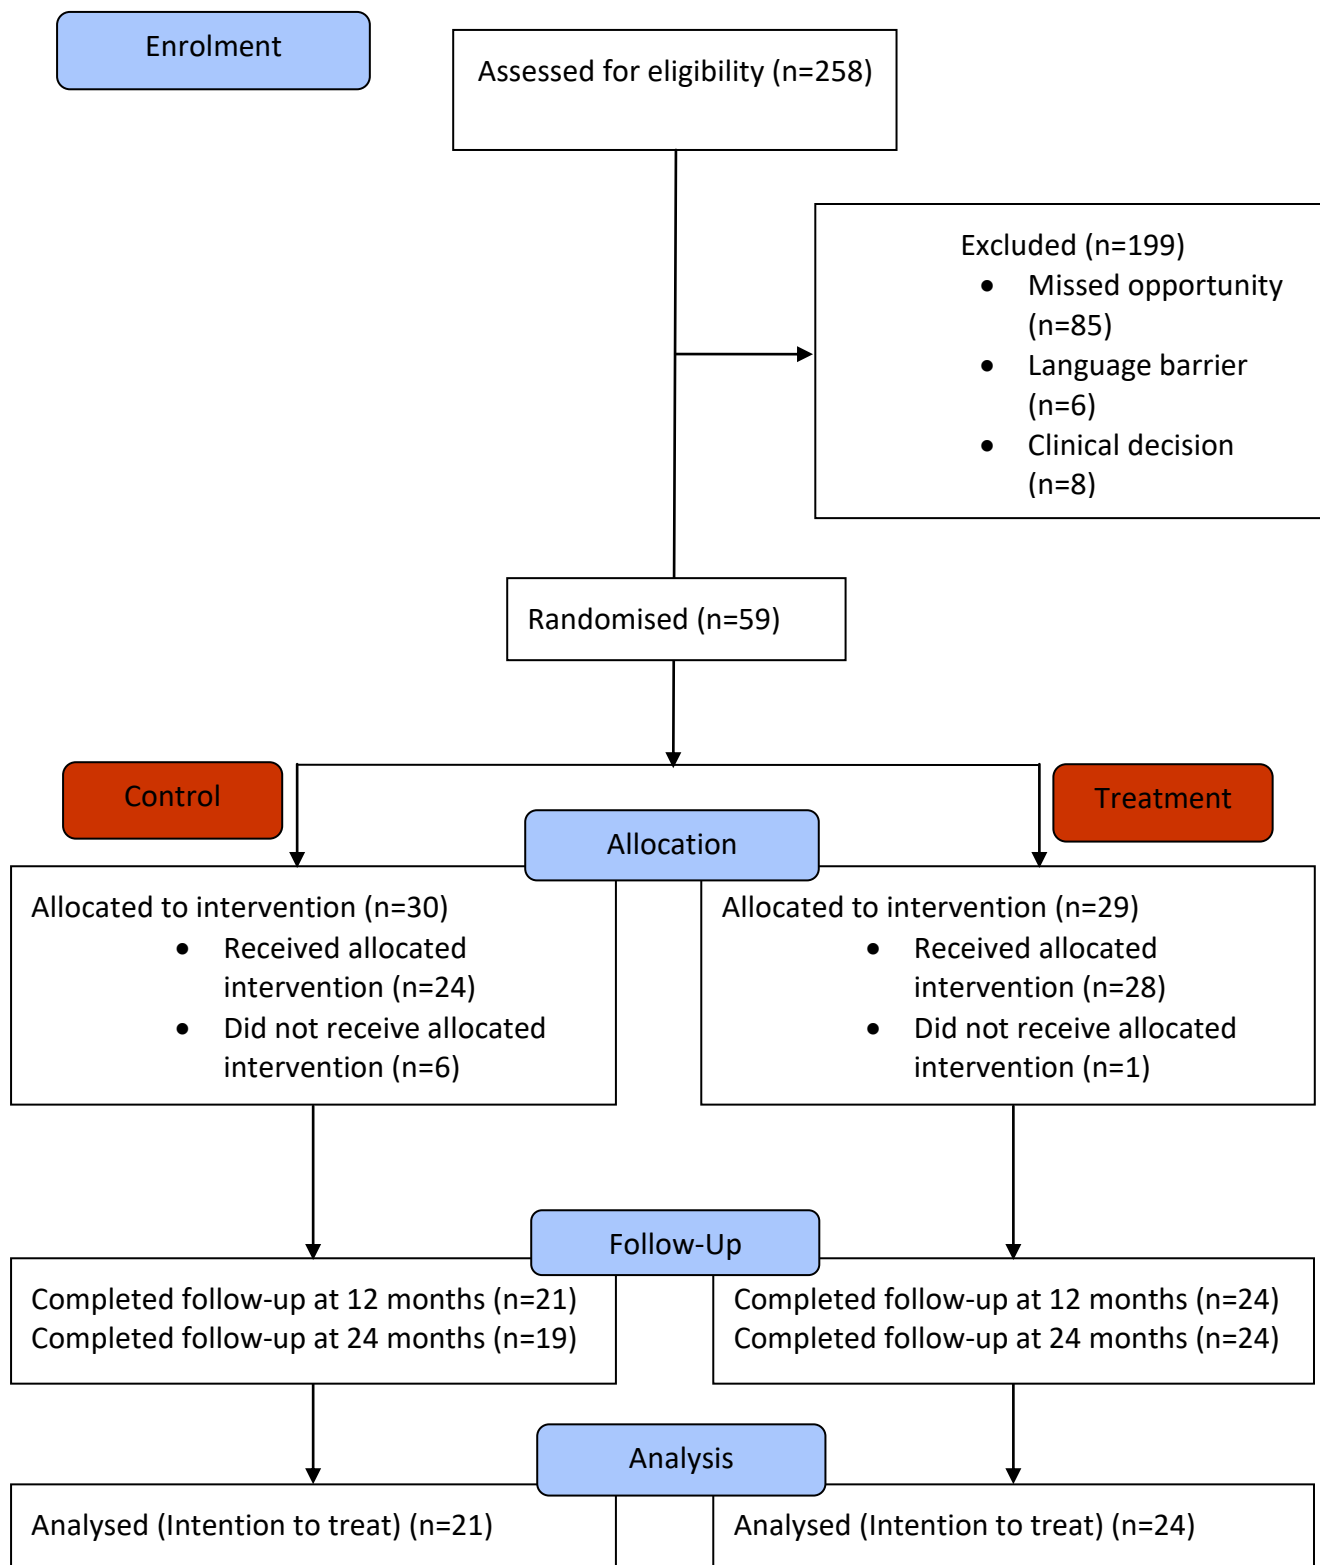 Enrolment
Assessed for eligibility (n=258)
Excluded (n=199)
• Missed opportunity
(n=85)
• Language barrier
(n=6)
• Clinical decision
(n=8)
Randomised (n=59)
Control
Treatment
Allocation
Allocated to intervention (n=30)
• Received allocated
intervention (n=24)
• Did not receive allocated
intervention (n=6)
Allocated to intervention (n=29)
• Received allocated
intervention (n=28)
• Did not receive allocated
intervention (n=1)
Follow-Up
Completed follow-up at 12 months (n=21)
Completed follow-up at 24 months (n=19)
Completed follow-up at 12 months (n=24)
Completed follow-up at 24 months (n=24)
Analysis
Analysed (Intention to treat) (n=21)
Analysed (Intention to treat) (n=24)